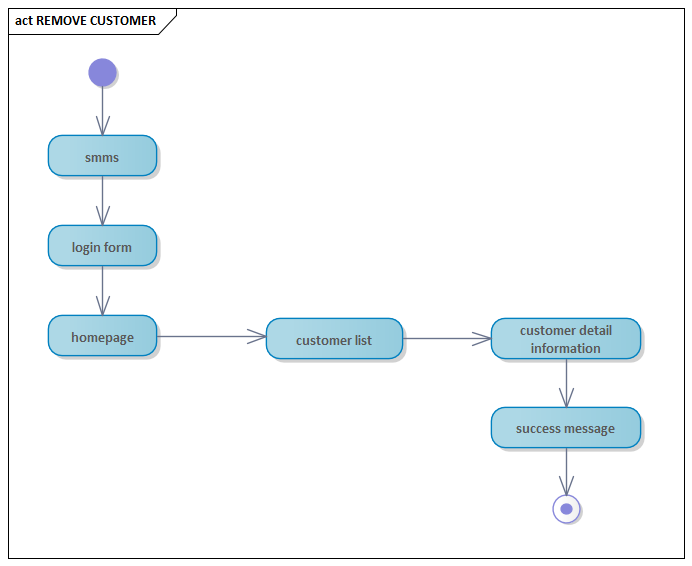 act REMOVE CUSTOMER
smms
login form
homepage
customer list
customer detail
information
success message